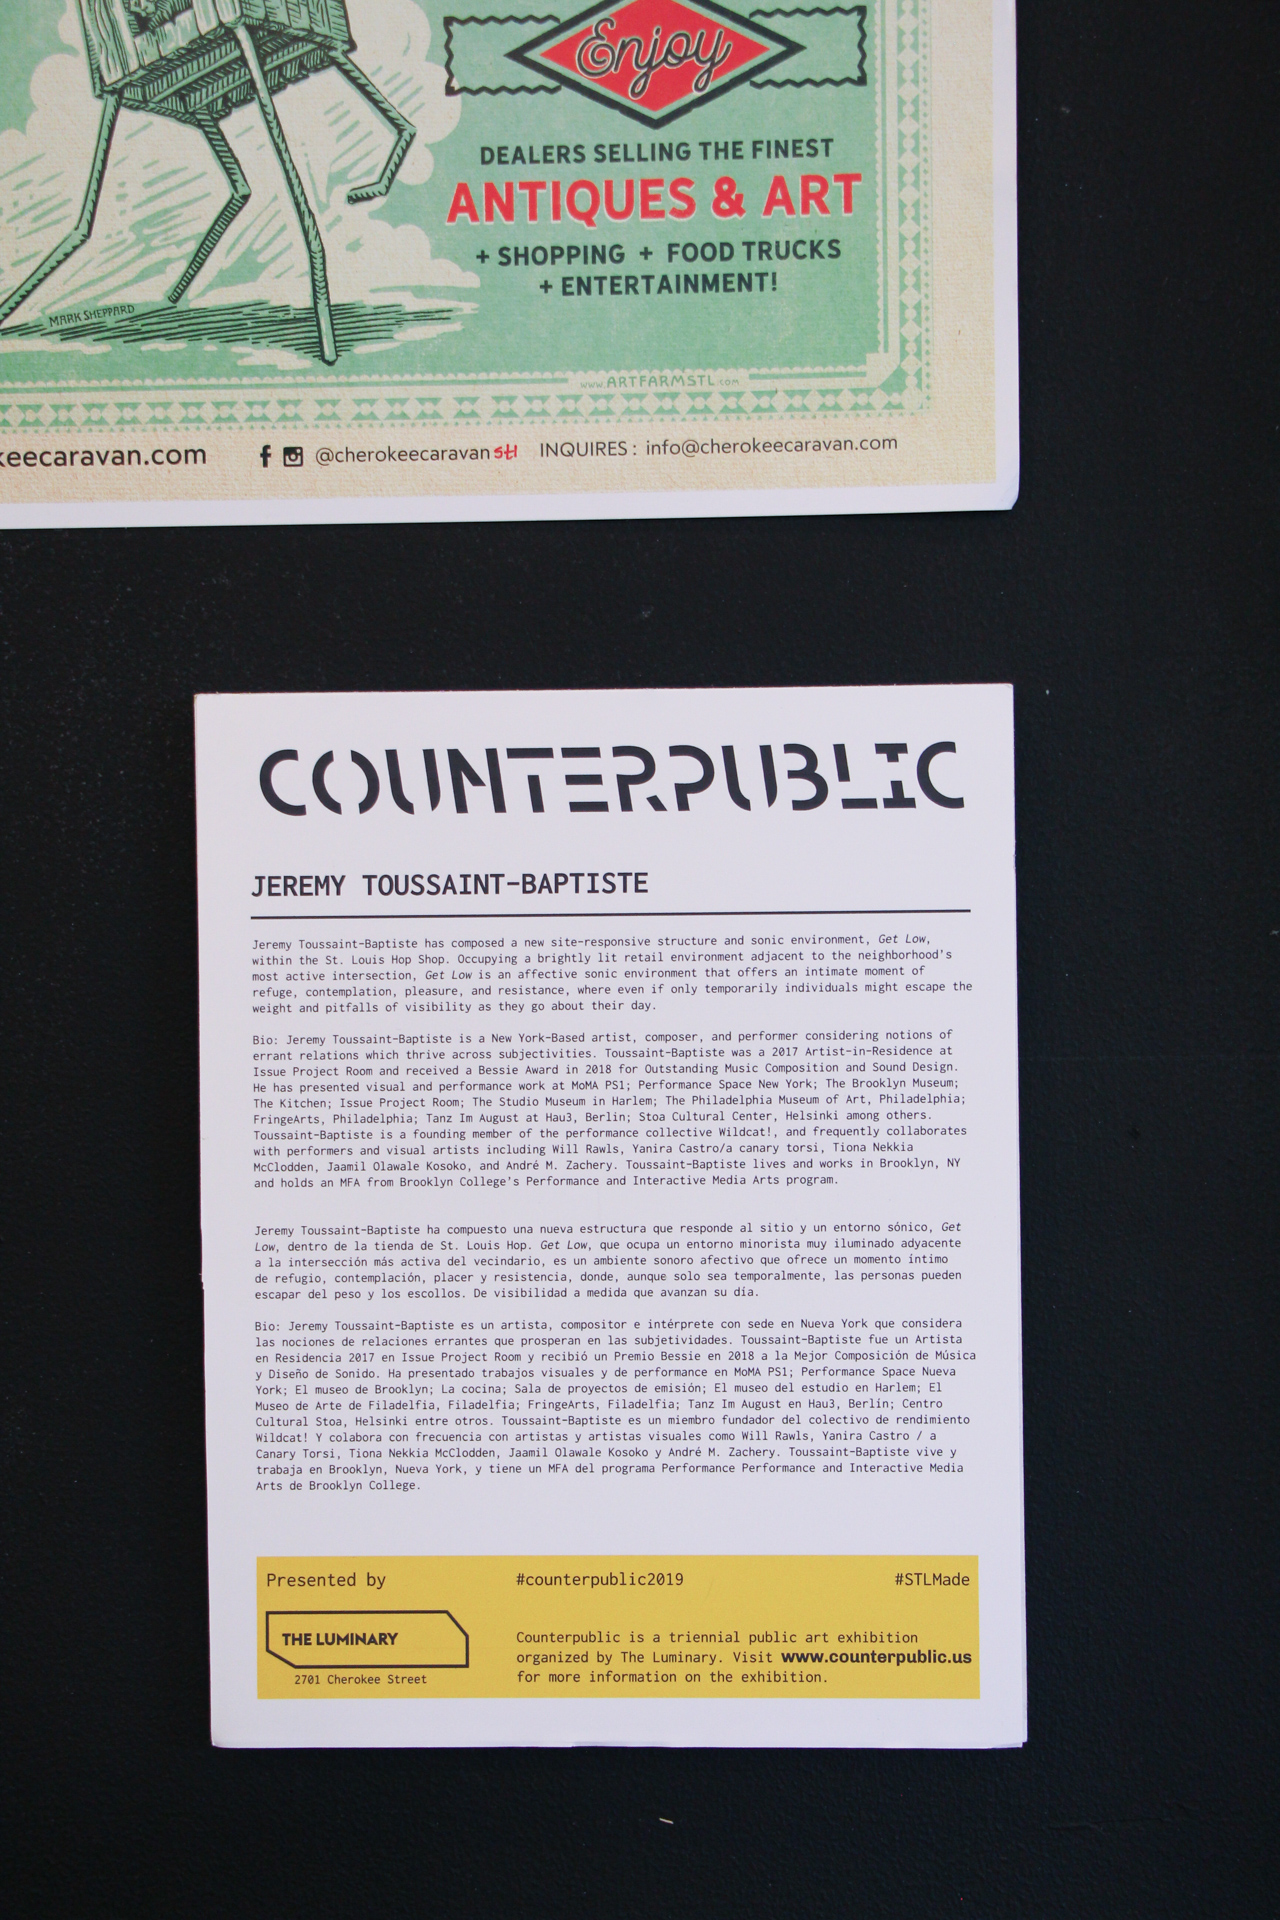 Enjoy
DEALERS SELLING THE FINEST
ANTIQUES & ART
+ SHOPPING + FOOD TRUCKS
+ ENTERTAINMENT!
MARK SHEPPARD
www.ARTFARMSTL.com
keecaravan.com @cherokeecaravanstl INQUIRES: info@cherokeecaravan.com
COUNTERPUBLIC
JEREMY TOUSSAINT-BAPTISTE
Jeremy Toussaint-Baptiste has composed a new site-responsive structure and sonic environment, Get Low,
within the St. Louis Hop Shop. Occupying a brightly lit retail environment adjacent to the neighborhood's
most active intersection, Get Low is an affective sonic environment that offers an intimate moment of
refuge, contemplation, pleasure, and resistance, where even if only temporarily individuals might escape the
weight and pitfalls of visibility as they go about their day.
Bio: Jeremy Toussaint-Baptiste is a New York-Based artist, composer, and performer considering notions of
errant relations which thrive across subjectivities. Toussaint-Baptiste was a 2017 Artist-in-Residence at
Issue Project Room and received a Bessie Award in 2018 for Outstanding Music Composition and Sound Design.
He has presented visual and performance work at MoMA PS1; Performance Space New York; The Brooklyn Museum;
The Kitchen; Issue Project Room; The Studio Museum in Harlem; The Philadelphia Museum of Art, Philadelphia;
FringeArts, Philadelphia; Tanz Im August at Hau3, Berlin; Stoa Cultural Center, Helsinki among others.
Toussaint-Baptiste is a founding member of the performance collective Wildcat!, and frequently collaborates
with performers and visual artists including Will Rawls, Yanira Castro/a canary torsi, Tiona Nekkia
McClodden, Jaamil Olawale Kosoko, and André M. Zachery. Toussaint-Baptiste lives and works in Brooklyn, NY
and holds an MFA from Brooklyn College's Performance and Interactive Media Arts program.
Jeremy Toussaint-Baptiste ha compuesto una nueva estructura que responde al sitio y un entorno sónico, Get
Low, dentro de la tienda de St. Louis Hop. Get Low, que ocupa un entorno minorista muy iluminado adyacente
a la intersección más activa del vecindario, es un ambiente sonoro afectivo que ofrece un momento íntimo
de refugio, contemplación, placer y resistencia, donde, aunque solo sea temporalmente, las personas pueden
escapar del peso y los escollos. De visibilidad a medida que avanzan su día.
Bio: Jeremy Toussaint-Baptiste es un artista, compositor e intérprete con sede en Nueva York que considera
las nociones de relaciones errantes que prosperan en las subjetividades. Toussaint-Baptiste fue un Artista
en Residencia 2017 en Issue Project Room y recibió un Premio Bessie en 2018 a la Mejor Composición de Música
y Diseño de Sonido. Ha presentado trabajos visuales y de performance en MoMA PS1; Performance Space Nueva
York; El museo de Brooklyn; La cocina; Sala de proyectos de emisión; El museo del estudio en Harlem; El
Museo de Arte de Filadelfia, Filadelfia; FringeArts, Filadelfia; Tanz Im August en Hau3, Berlín; Centro
Cultural Stoa, Helsinki entre otros. Toussaint-Baptiste es un miembro fundador del colectivo de rendimiento
Wildcat! Y colabora con frecuencia con artistas y artistas visuales como Will Rawls, Yanira Castro / a
Canary Torsi, Tiona Nekkia McClodden, Jaamil Olawale Kosoko y André M. Zachery. Toussaint-Baptiste vive y
trabaja en Brooklyn, Nueva York, y tiene un MFA del programa Performance Performance and Interactive Media
Arts de Brooklyn College.
Presented by #counterpublic2019 #STLMade
THE LUMINARY
2701 Cherokee Street
Counterpublic is a triennial public art exhibition
organized by The Luminary. Visit www.counterpublic.us
for more information on the exhibition.